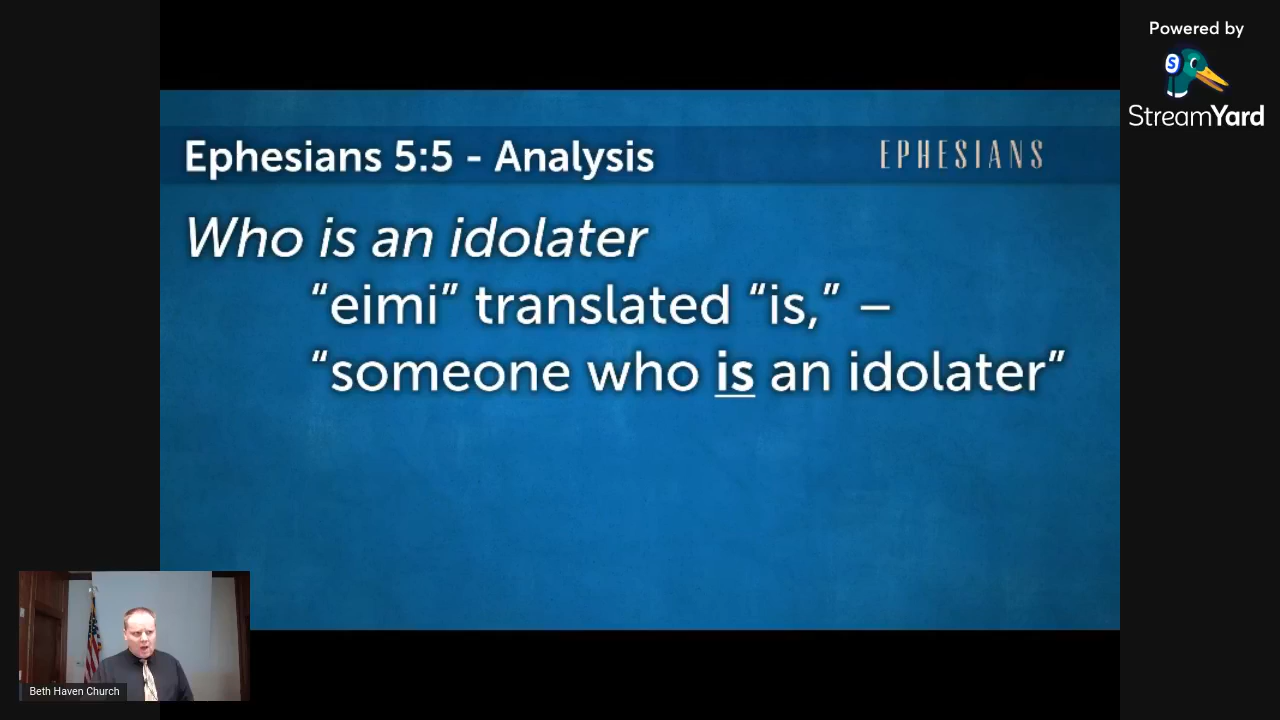 Powered by
S
StreamYard
Ephesians 5:5 - Analysis
EPHESIANS
Who is an idolater
“eimi” translated “is,” –
“someone who is an idolater”
Beth Haven Church